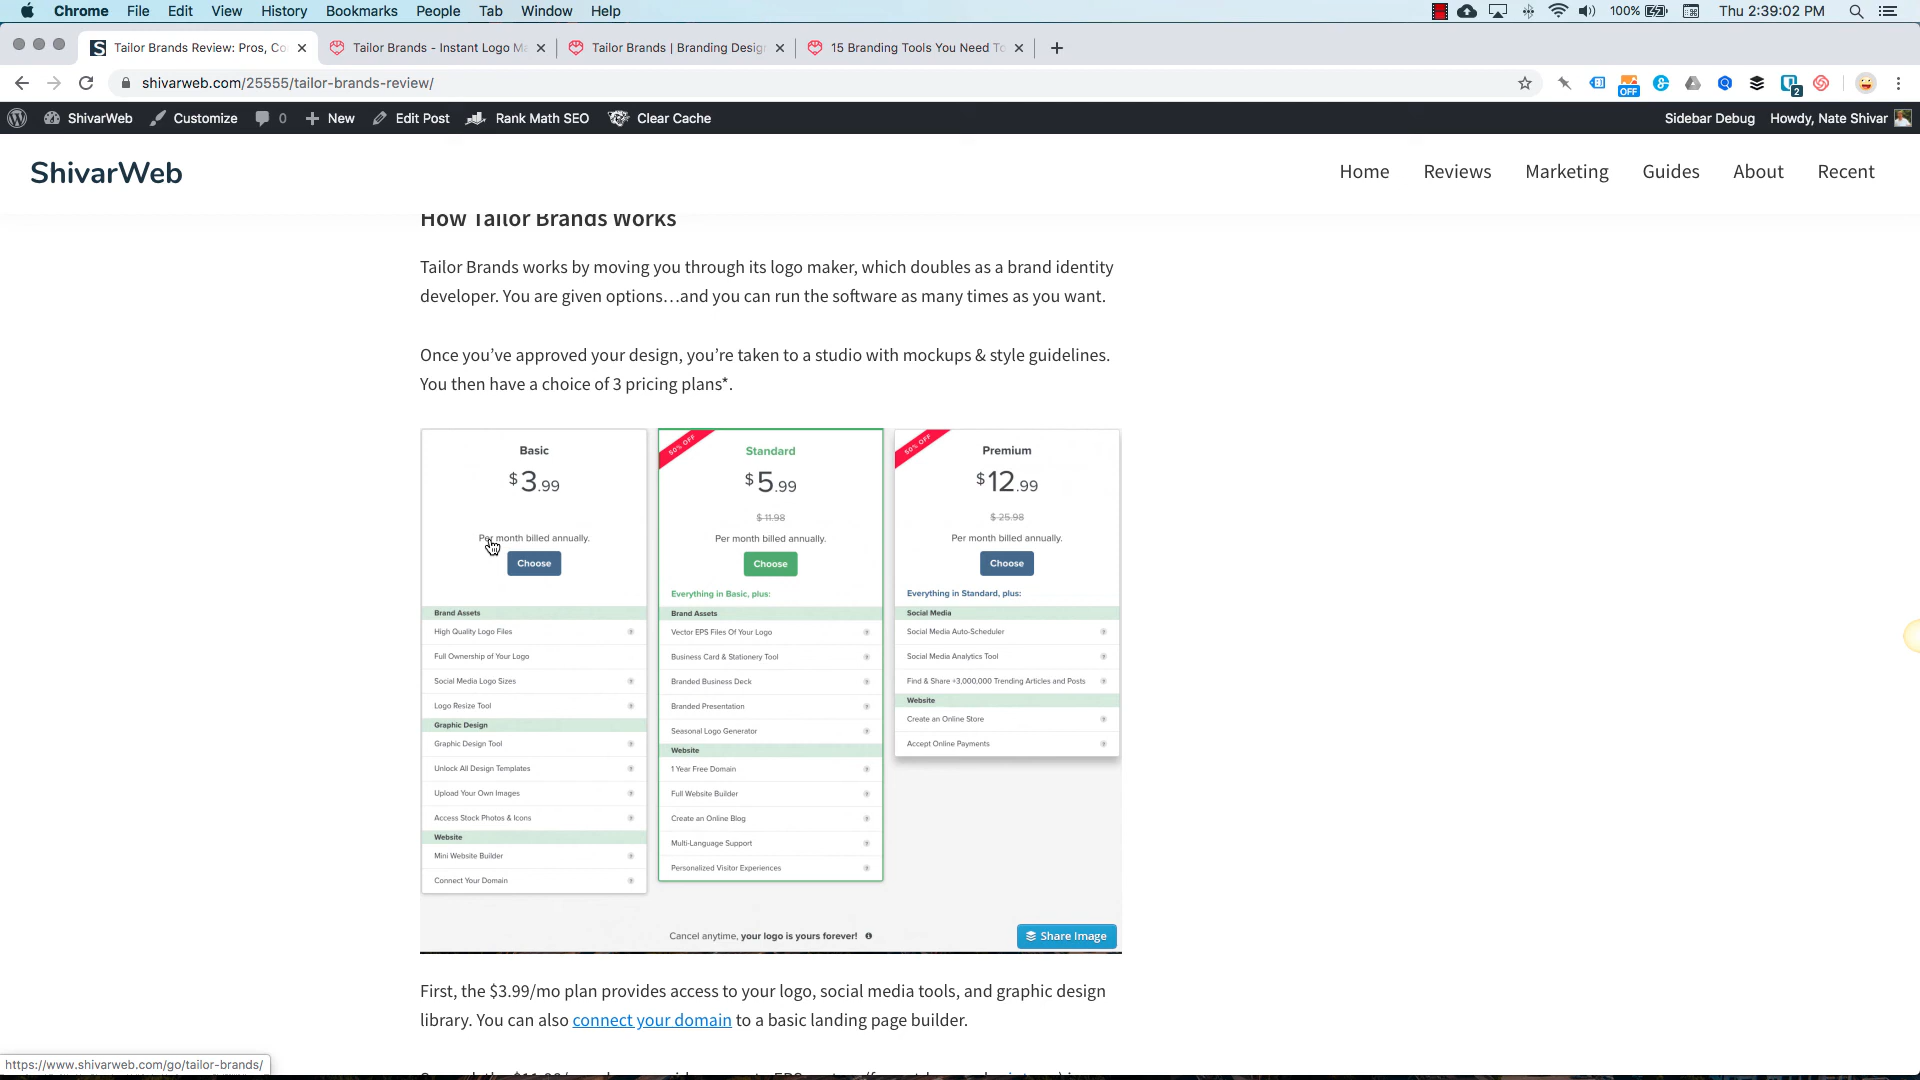 Chrome File Edit View History Bookmarks People Tab Window Help 100% Thu 2:39:02 PM
Tailor Brands Review: Pros, Co Tailor Brands - Instant Logo Ma Tailor Brands | Branding Design 15 Branding Tools You Need To
shivarweb.com/25555/tailor-brands-review/ OFF 2
ShivarWeb Customize 0 New Edit Post Rank Math SEO Clear Cache Sidebar Debug Howdy, Nate Shivar
ShivarWeb Home Reviews Marketing Guides About Recent
How Tailor Brands Works
Tailor Brands works by moving you through its logo maker, which doubles as a brand identity
developer. You are given options…and you can run the software as many times as you want.
Once you’ve approved your design, you’re taken to a studio with mockups & style guidelines.
You then have a choice of 3 pricing plans*.
Basic
$3.99
Per month billed annually.
Choose
Brand Assets
High Quality Logo Files
Full Ownership of Your Logo
Social Media Logo Sizes
Logo Resize Tool
Graphic Design
Graphic Design Tool
Unlock All Design Templates
Upload Your Own Images
Access Stock Photos & Icons
Website
Mini Website Builder
Connect Your Domain
50% OFF
Standard
$5.99
$ 11.98
Per month billed annually.
Choose
Everything in Basic, plus:
Brand Assets
Vector EPS Files Of Your Logo
Business Card & Stationery Tool
Branded Business Deck
Branded Presentation
Seasonal Logo Generator
Website
1 Year Free Domain
Full Website Builder
Create an Online Blog
Multi-Language Support
Personalized Visitor Experiences
50% OFF
Premium
$12.99
$ 25.98
Per month billed annually.
Choose
Everything in Standard, plus:
Social Media
Social Media Auto-Scheduler
Social Media Analytics Tool
Find & Share +3,000,000 Trending Articles and Posts
Website
Create an Online Store
Accept Online Payments
Cancel anytime, your logo is yours forever!
Share Image
First, the $3.99/mo plan provides access to your logo, social media tools, and graphic design
library. You can also connect your domain to a basic landing page builder.
https://www.shivarweb.com/go/tailor-brands/